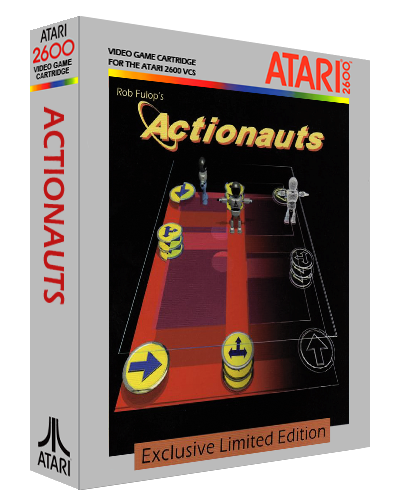 ATARI
2600
VIDEO GAME
CARTRIDGE
ACTIONAUTS
ATARI
VIDEO GAME CARTRIDGE
FOR THE ATARI 2600 VCS
ATARI
2600
Rob Fulop's
Actionauts
Exclusive Limited Edition